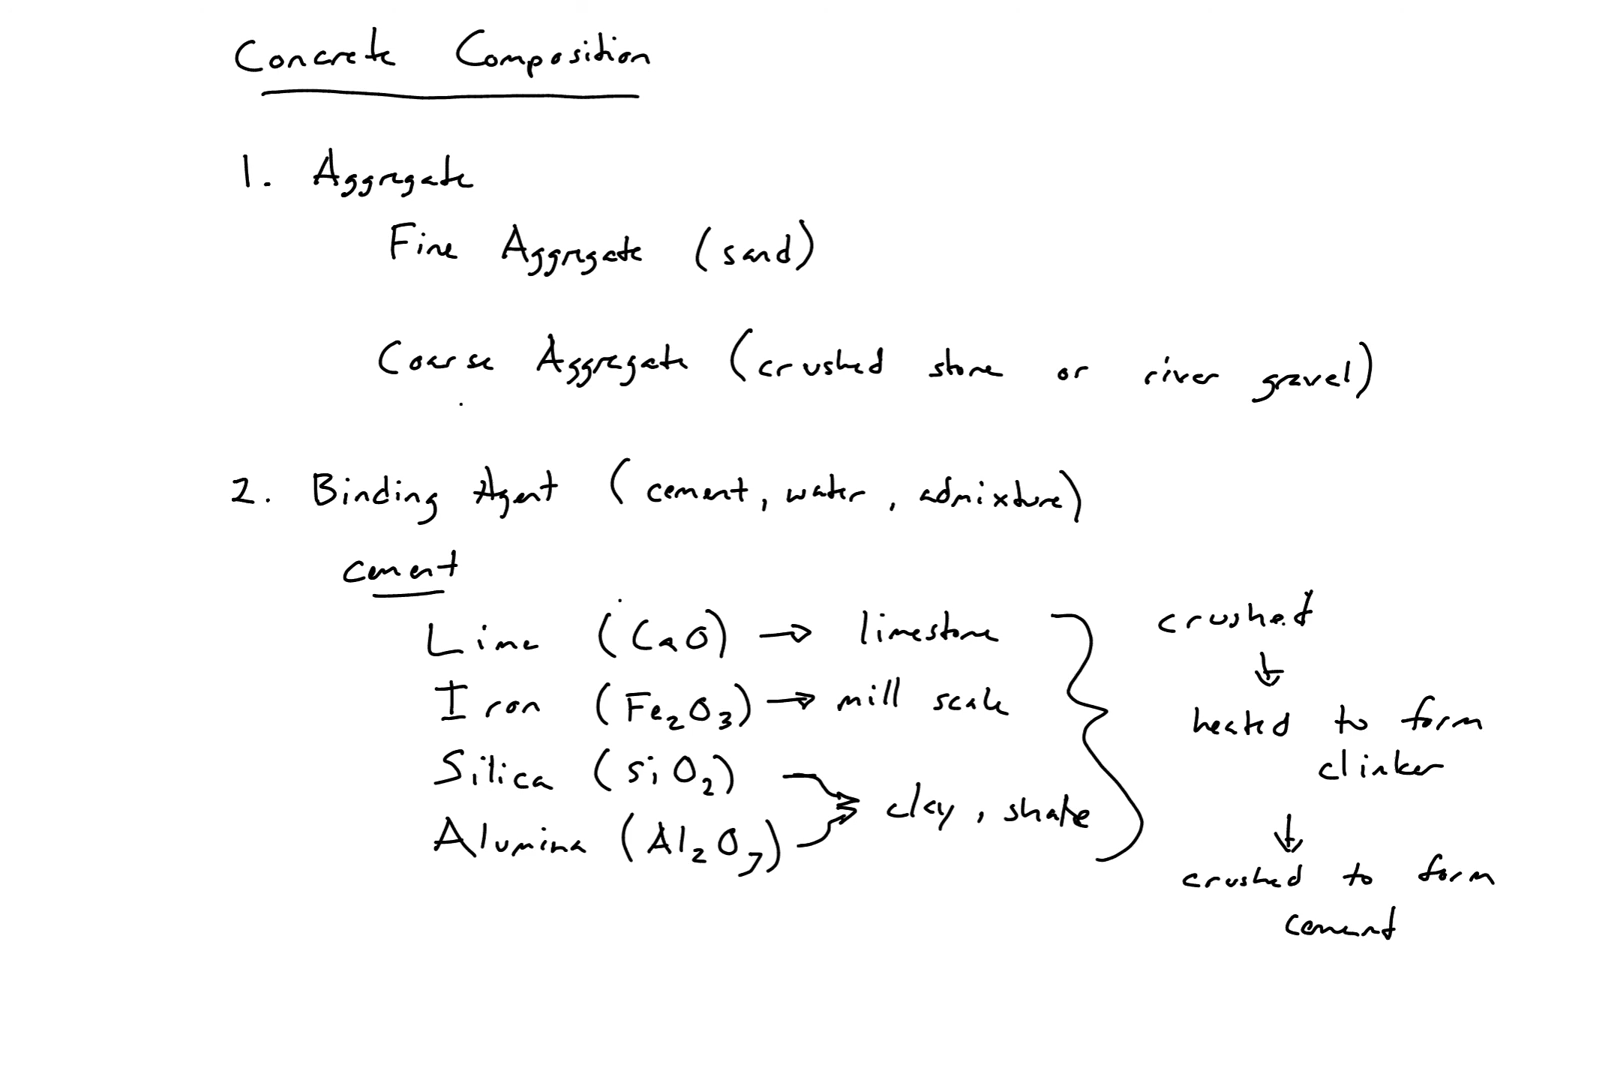 Concrete Composition
1. Aggregate
Fine Aggregate (sand)
Coarse Aggregate (crushed stone or river gravel)
2. Binding Agent (cement, water, admixture)
cement
Lime (CaO) → limestone
Iron (Fe₂O₃) → mill scale
Silica (SiO₂)
Alumina (Al₂O₃)
→ clay, shale
crushed
↓
heated to form
clinker
↓
crushed to form
cement